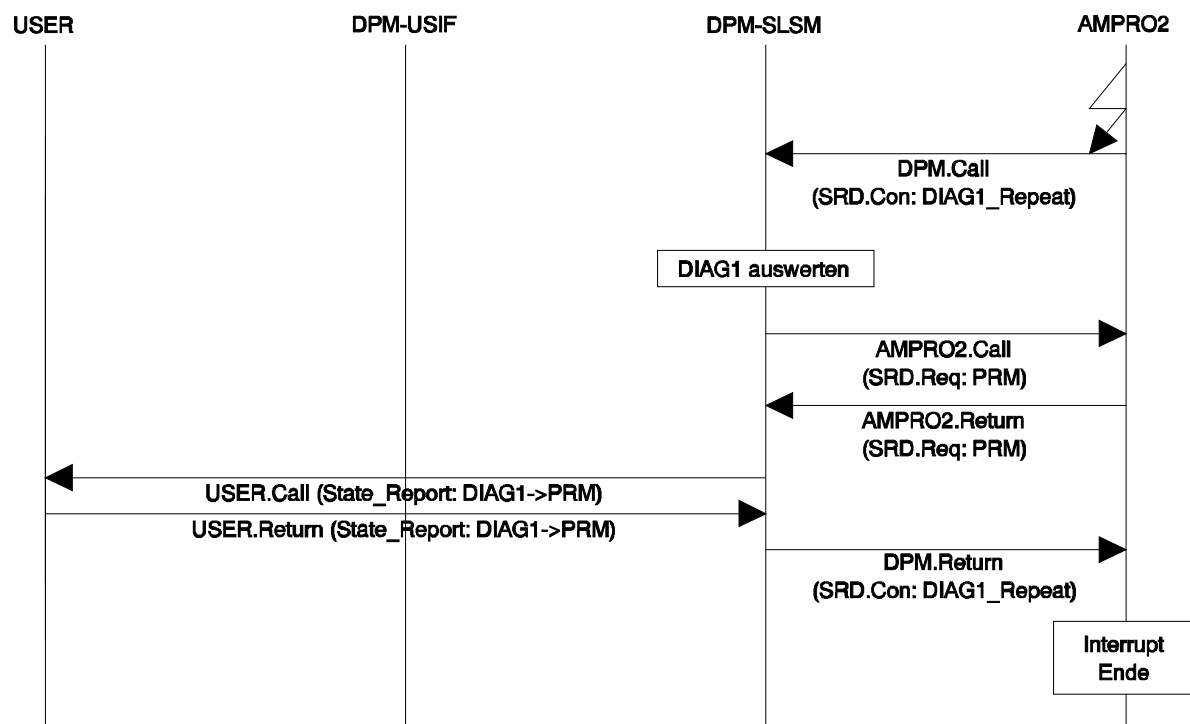 USER DPM-USIF DPM-SLSM AMPRO2
DPM.Call
(SRD.Con: DIAG1_Repeat)
DIAG1 auswerten
AMPRO2.Call
(SRD.Req: PRM)
AMPRO2.Return
(SRD.Req: PRM)
USER.Call (State_Report: DIAG1->PRM)
USER.Return (State_Report: DIAG1->PRM)
DPM.Return
(SRD.Con: DIAG1_Repeat)
Interrupt
Ende